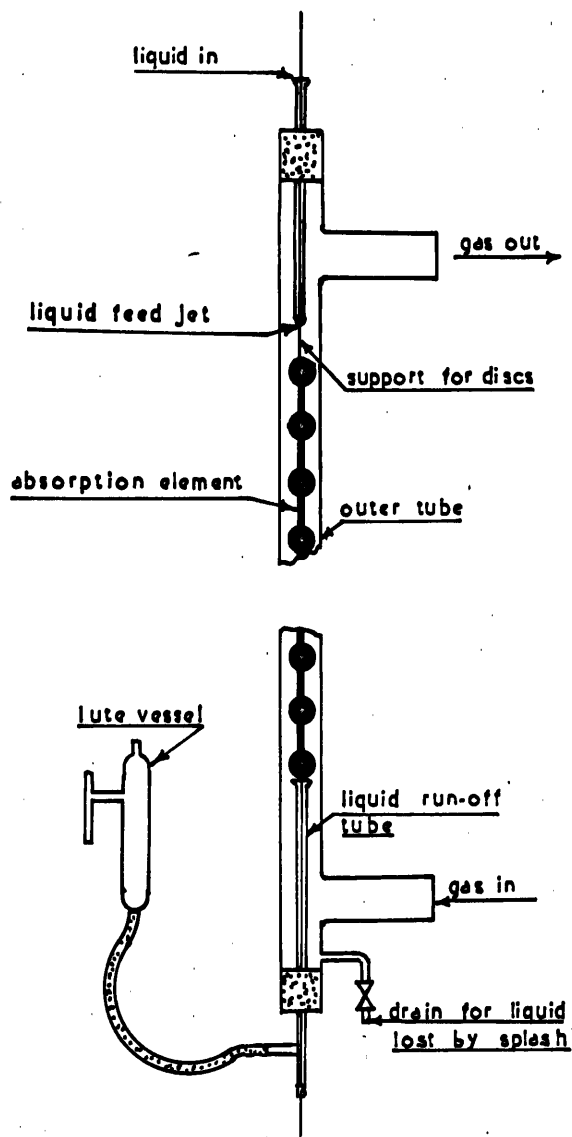 liquid in
gas out
liquid feed jet
support for discs
absorption element
outer tube
lute vessel
liquid run-off
tube
gas in
drain for liquid
lost by splash